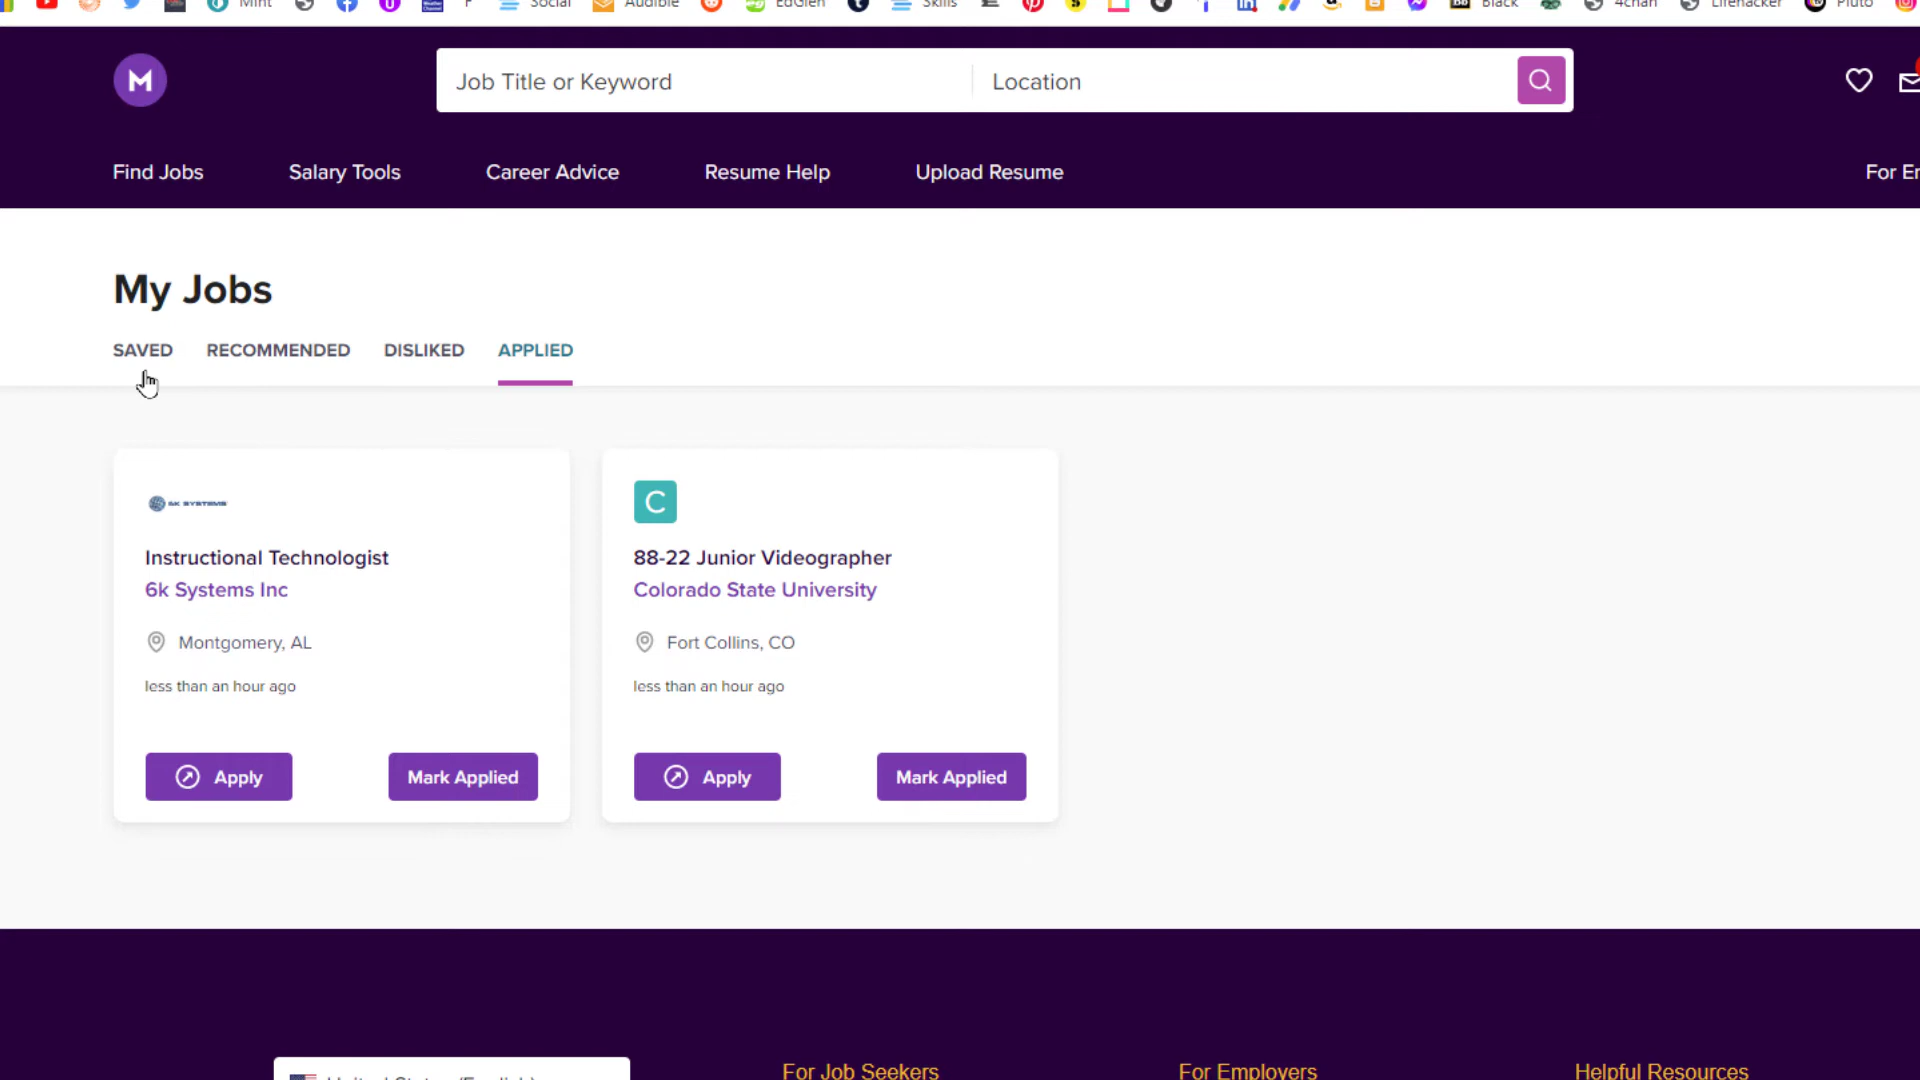 Mint
Social
Audible
EdGlen
Skills
Black
4chan
Lifehacker
Pluto
M
Job Title or Keyword
Location
Find Jobs
Salary Tools
Career Advice
Resume Help
Upload Resume
For
My Jobs
SAVED
RECOMMENDED
DISLIKED
APPLIED
6K SYSTEMS
Instructional Technologist
6k Systems Inc
Montgomery, AL
less than an hour ago
Apply
Mark Applied
C
88-22 Junior Videographer
Colorado State University
Fort Collins, CO
less than an hour ago
Apply
Mark Applied
United States (English)
For Job Seekers
For Employers
Helpful Resources